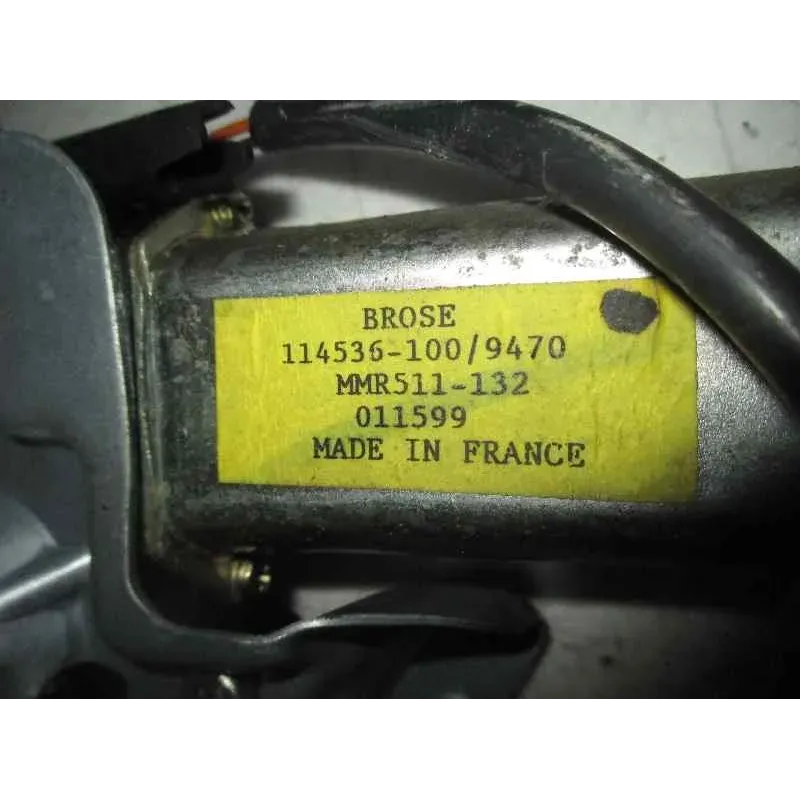 BROSE
114536-100/9470
MMR511-132
011599
MADE IN FRANCE